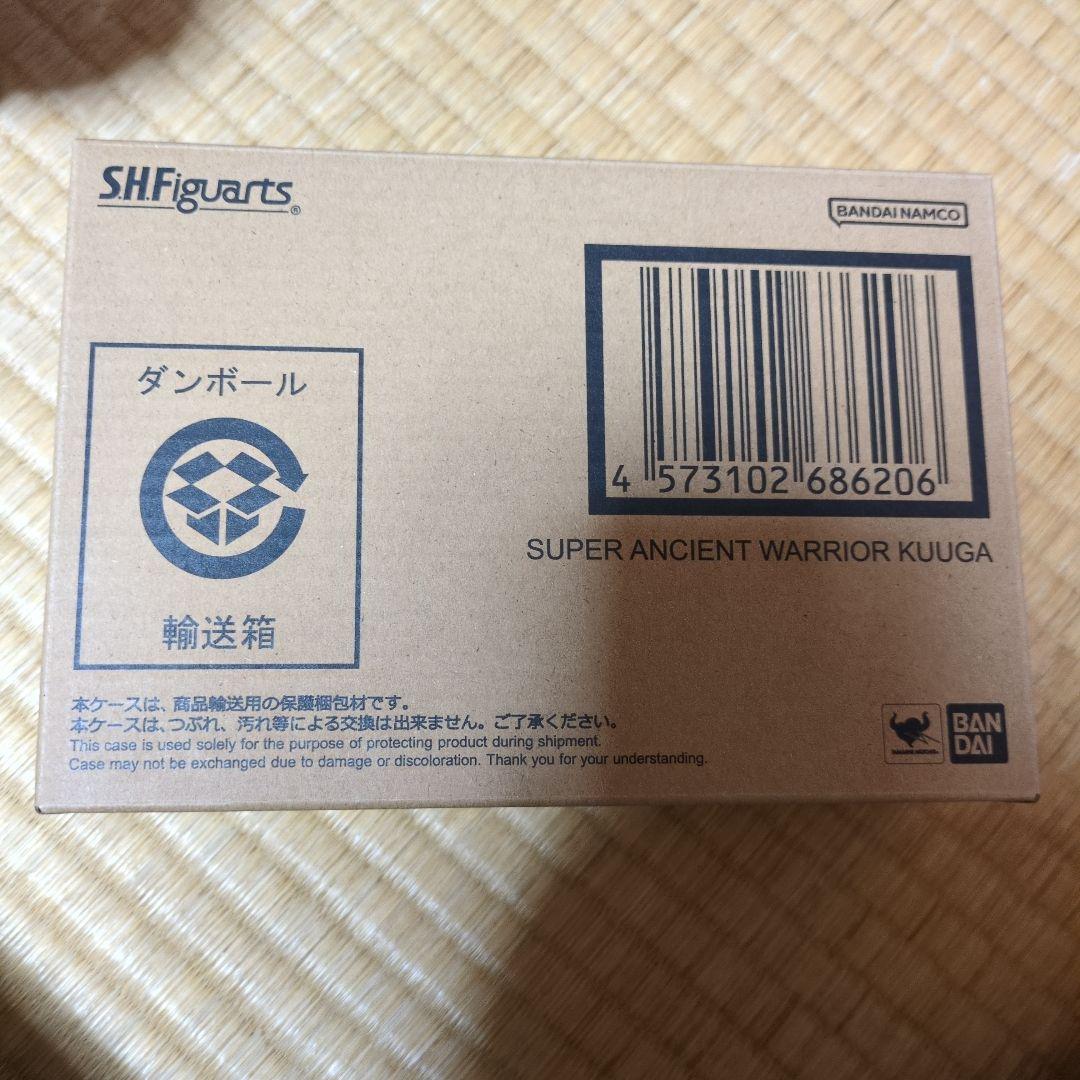 S.H.Figuarts®
BANDAI NAMCO
4 573102 686206
SUPER ANCIENT WARRIOR KUUGA
ダンボール
輸送箱
本ケースは、商品輸送用の保護梱包材です。
本ケースは、つぶれ、汚れ等による交換は出来ません。ご了承ください。
This case is used solely for the purpose of protecting product during shipment.
Case may not be exchanged due to damage or discoloration. Thank you for your understanding.
BAN
DAI